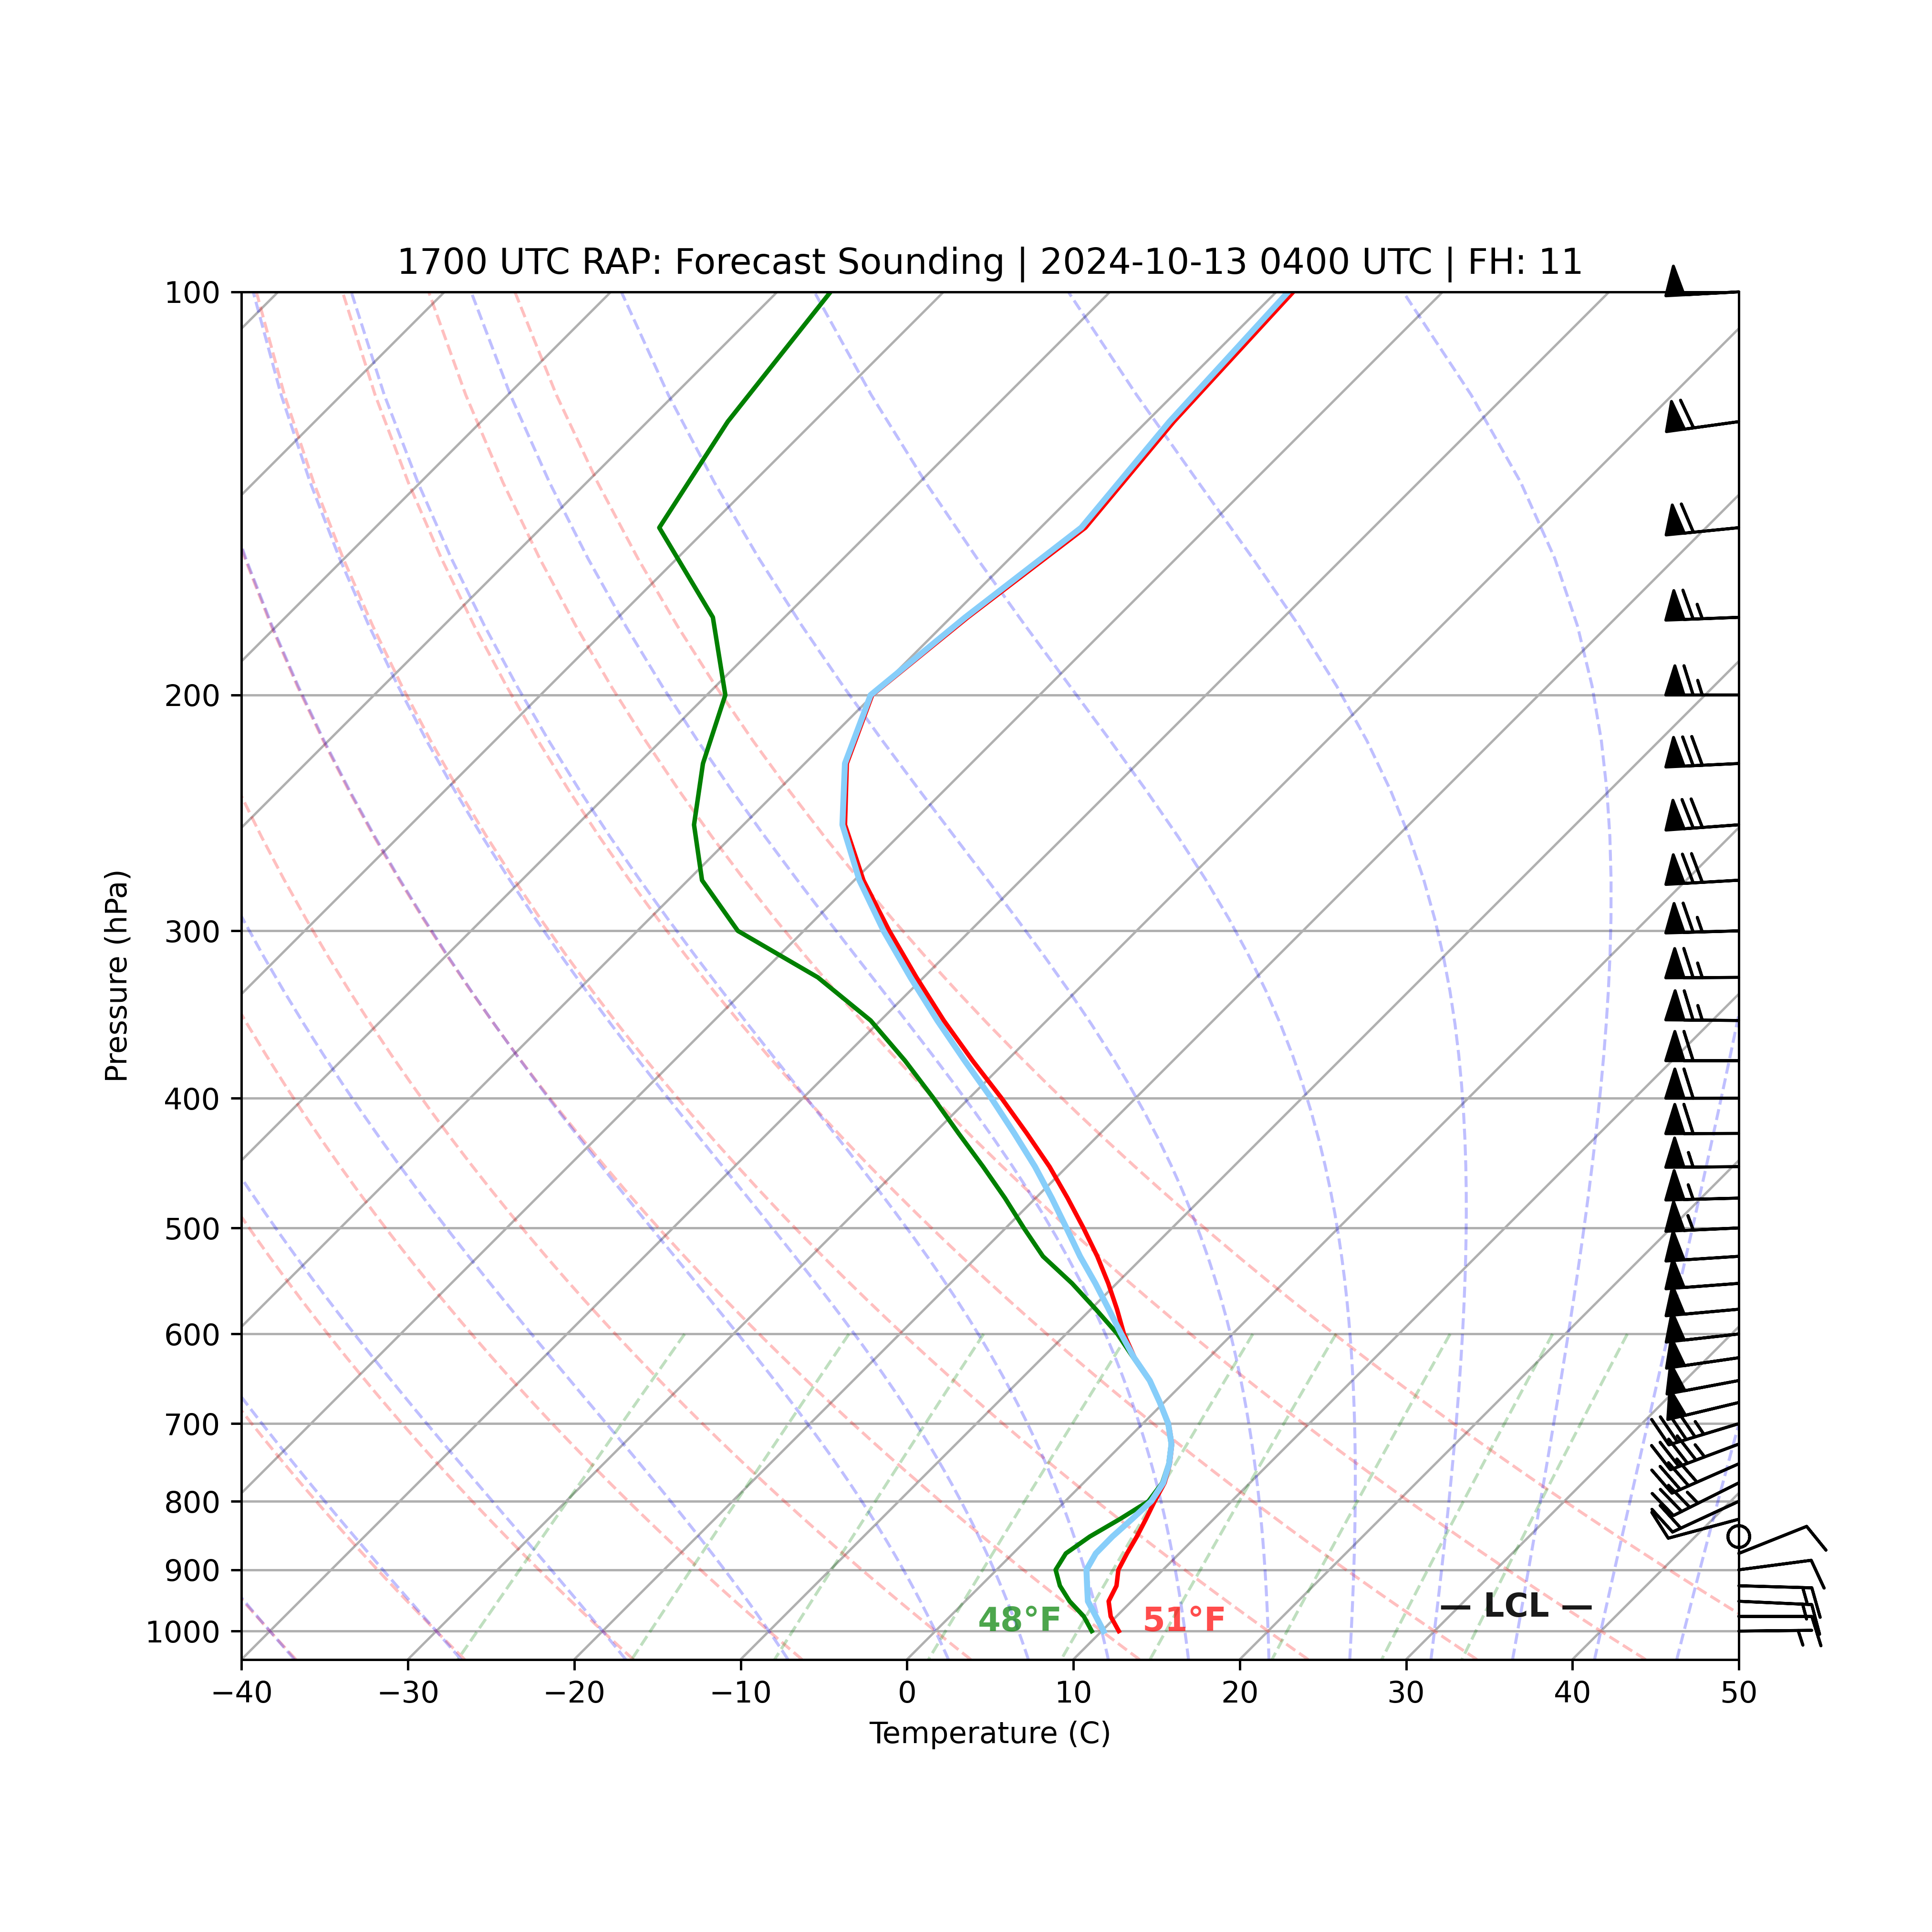 1700 UTC RAP: Forecast Sounding | 2024-10-13 0400 UTC | FH: 11
100
200
300
400
500
600
700
800
900
1000
Pressure (hPa)
48°F
51°F
— LCL —
−40 −30 −20 −10 0 10 20 30 40 50
Temperature (C)